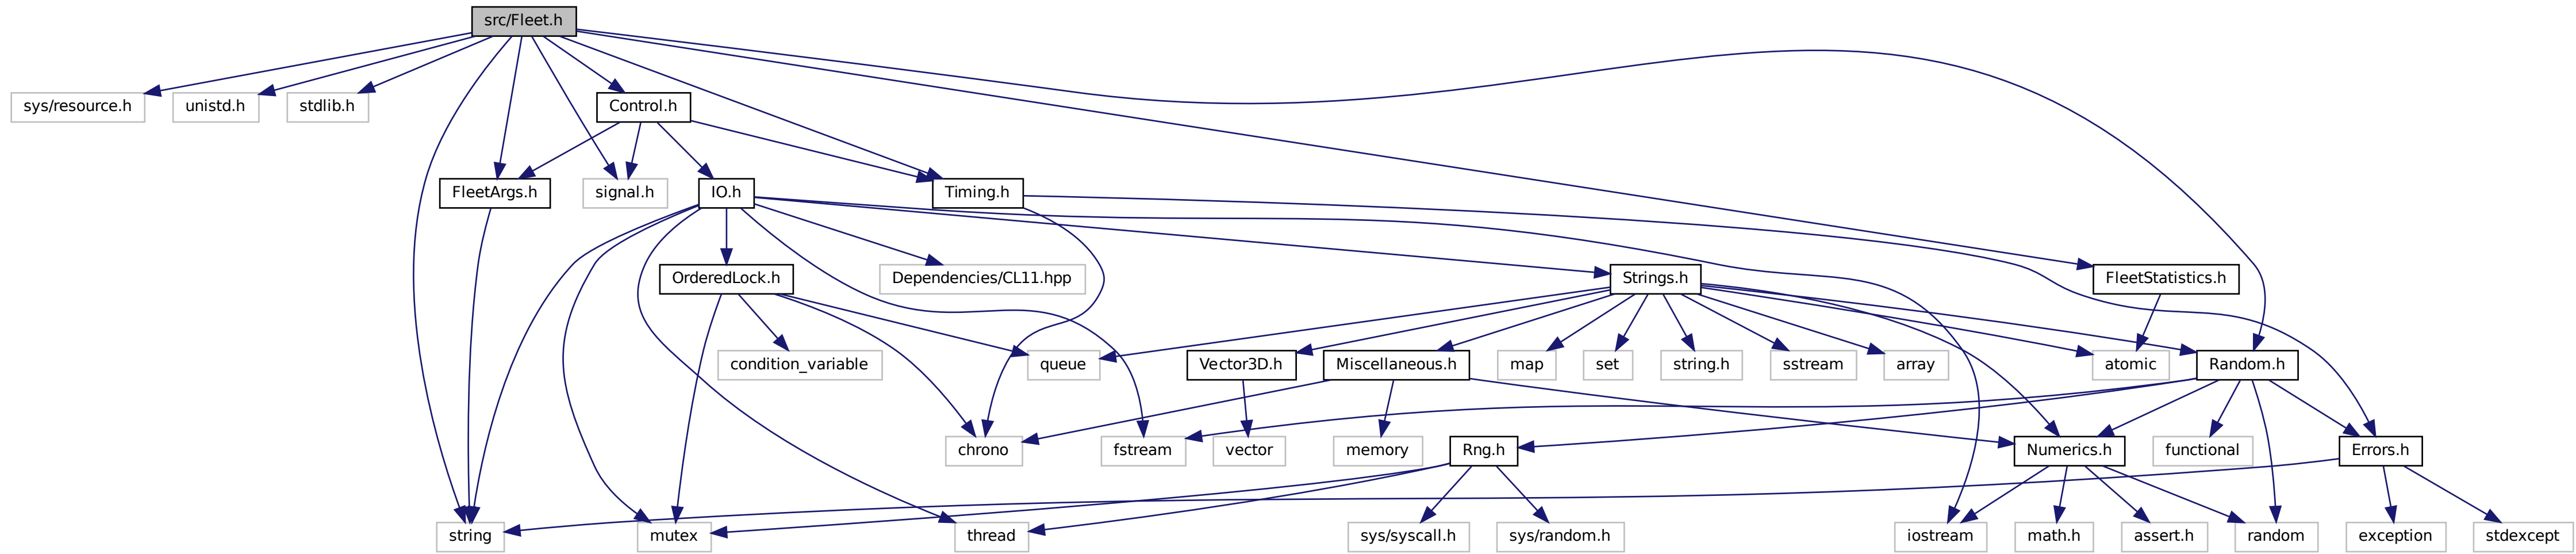 src/Fleet.h
sys/resource.h
unistd.h
stdlib.h
Control.h
FleetArgs.h
signal.h
IO.h
Timing.h
OrderedLock.h
Dependencies/CL11.hpp
Strings.h
FleetStatistics.h
condition_variable
queue
Vector3D.h
Miscellaneous.h
map
set
string.h
sstream
array
atomic
Random.h
chrono
fstream
vector
memory
Rng.h
Numerics.h
functional
Errors.h
string
mutex
thread
sys/syscall.h
sys/random.h
iostream
math.h
assert.h
random
exception
stdexcept